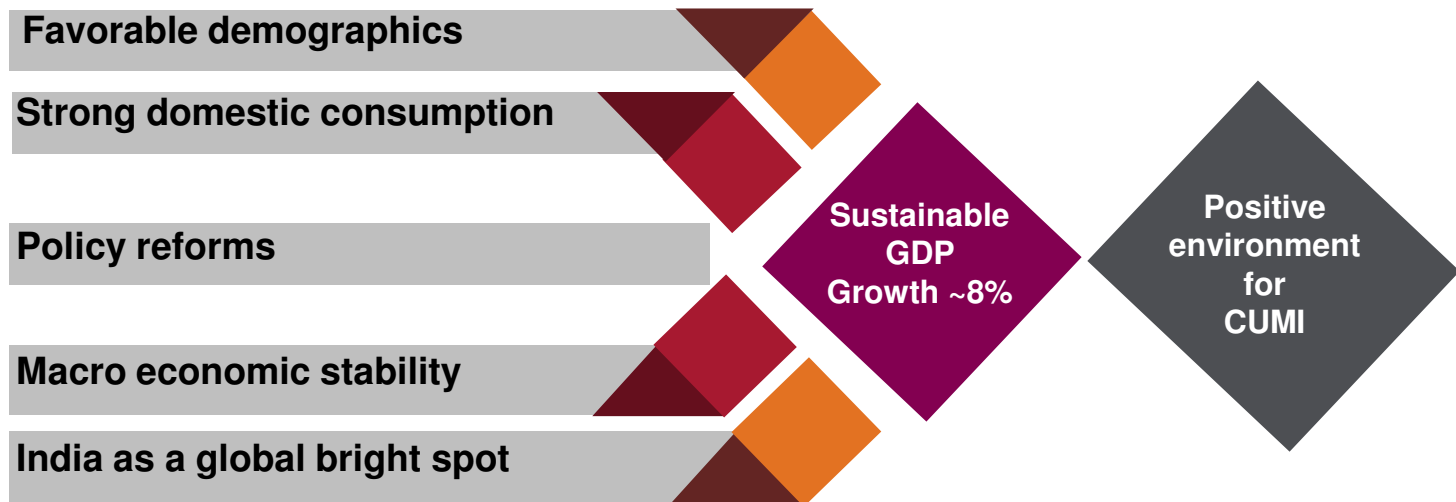 Favorable demographics
Strong domestic consumption
Policy reforms
Macro economic stability
India as a global bright spot
Sustainable
GDP
Growth ~8%
Positive
environment
for
CUMI